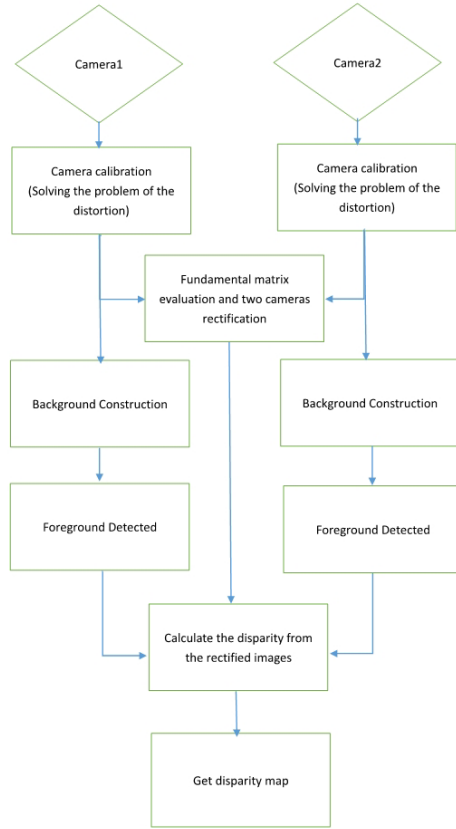 Camera1
Camera2
Camera calibration
(Solving the problem of the
distortion)
Camera calibration
(Solving the problem of the
distortion)
Fundamental matrix
evaluation and two cameras
rectification
Background Construction
Background Construction
Foreground Detected
Foreground Detected
Calculate the disparity from
the rectified images
Get disparity map